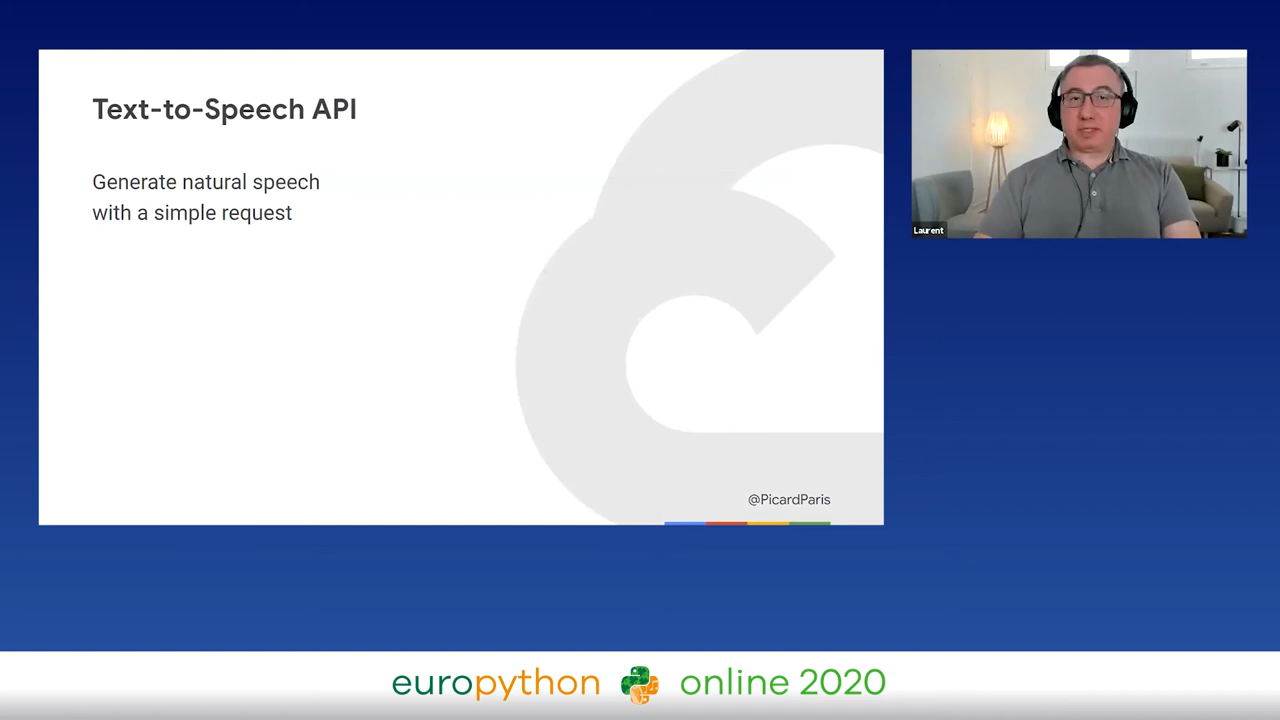 Text-to-Speech API
Generate natural speech
with a simple request
@PicardParis
Laurent
europython online 2020